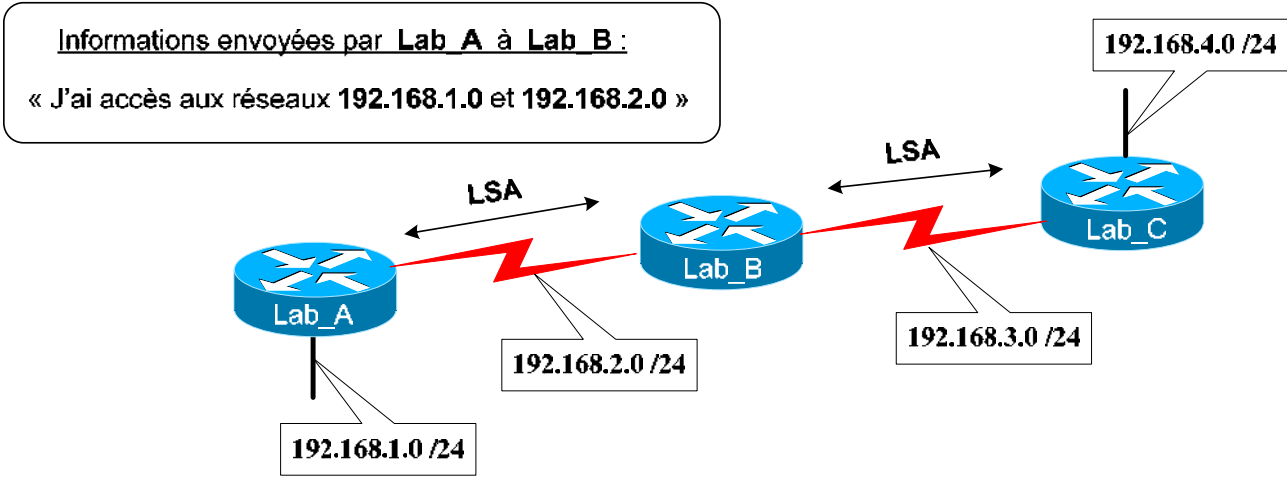 Informations envoyées par Lab_A à Lab_B :
« J'ai accès aux réseaux 192.168.1.0 et 192.168.2.0 »
192.168.4.0 /24
LSA
LSA
Lab_C
Lab_B
Lab_A
192.168.3.0 /24
192.168.2.0 /24
192.168.1.0 /24